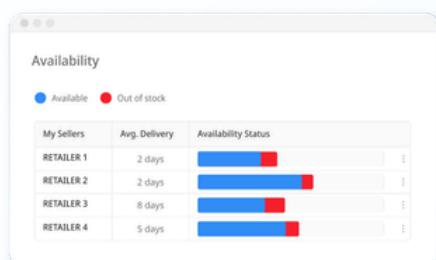 Availability
Available Out of stock
My Sellers Avg. Delivery Availability Status
RETAILER 1 2 days
RETAILER 2 2 days
RETAILER 3 8 days
RETAILER 4 5 days